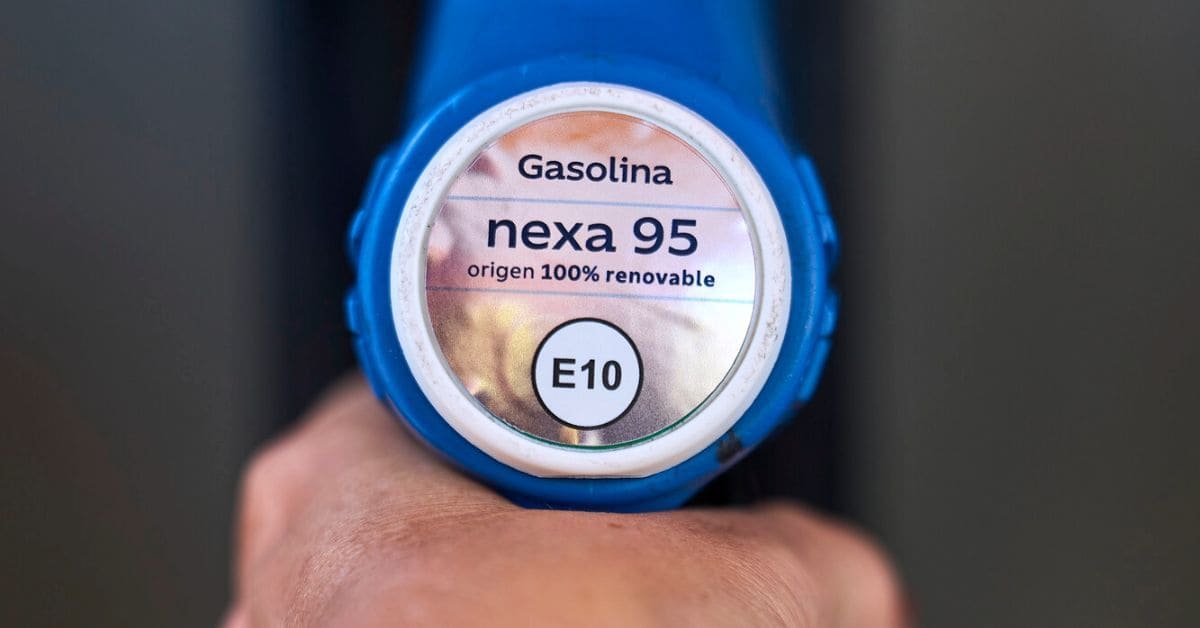 Gasolina
nexa 95
origen 100% renovable
E10